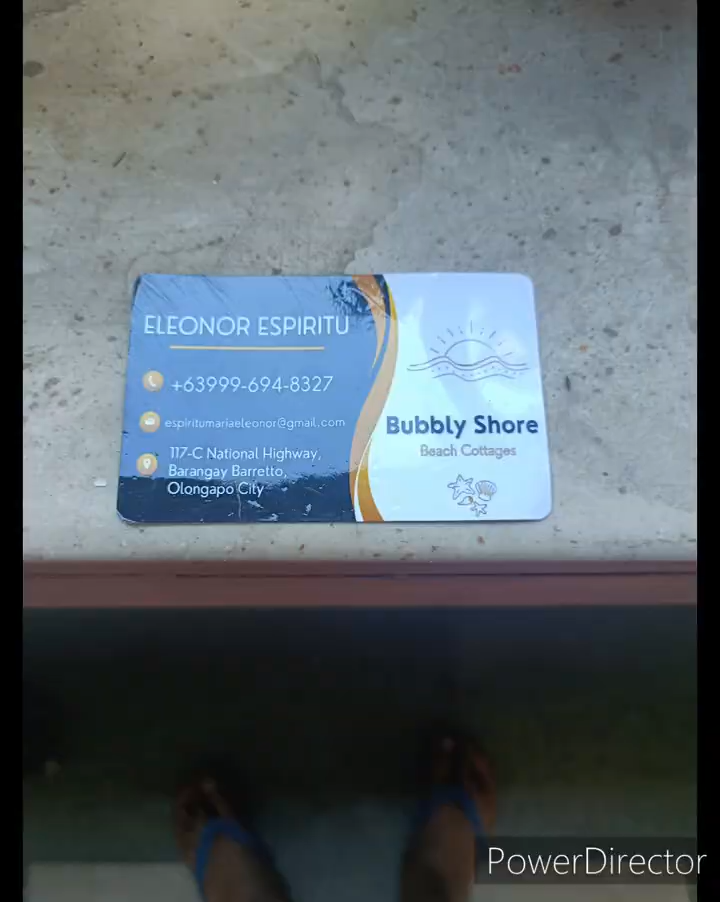 ELEONOR ESPIRITU
+63999-694-8327
espiritumariaeleonor@gmail.com
117-C National Highway,
Barangay Barretto,
Olongapo City
Bubbly Shore
Beach Cottages
PowerDirector